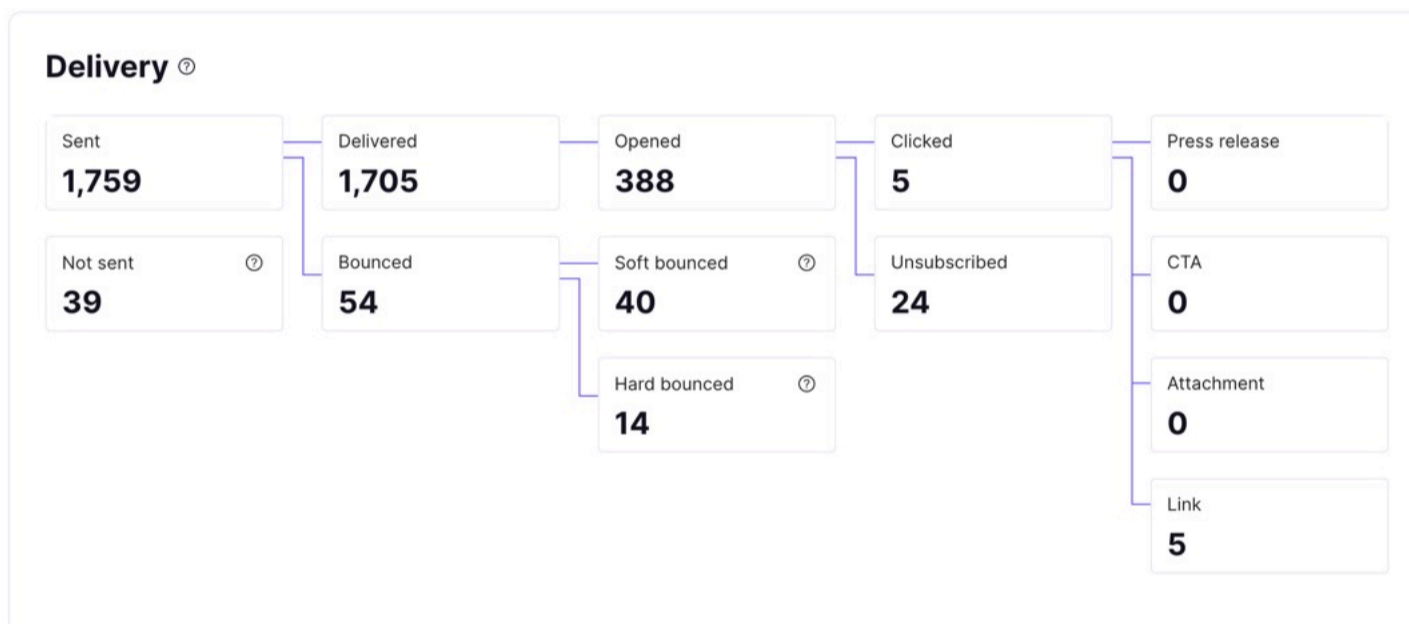 Delivery
Sent
1,759
Delivered
1,705
Opened
388
Clicked
5
Press release
0
Not sent
39
Bounced
54
Soft bounced
40
Unsubscribed
24
CTA
0
Hard bounced
14
Attachment
0
Link
5